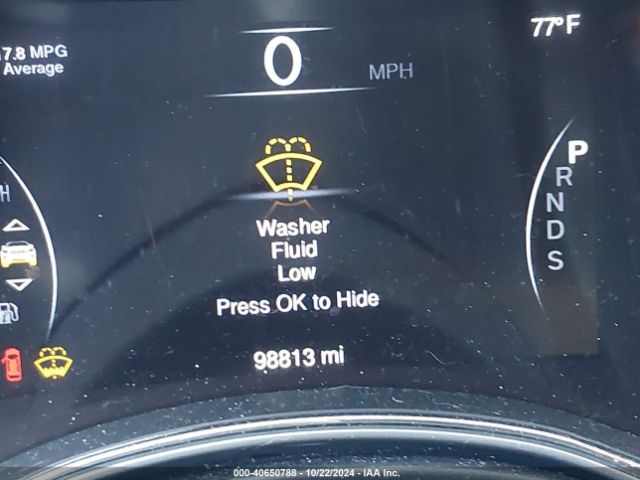 0
77°F
7.8 MPG
Average
MPH
P
R
N
D
S
H
Washer
Fluid
Low
Press OK to Hide
98813 mi
000-40650788 - 10/22/2024 - IAA Inc.